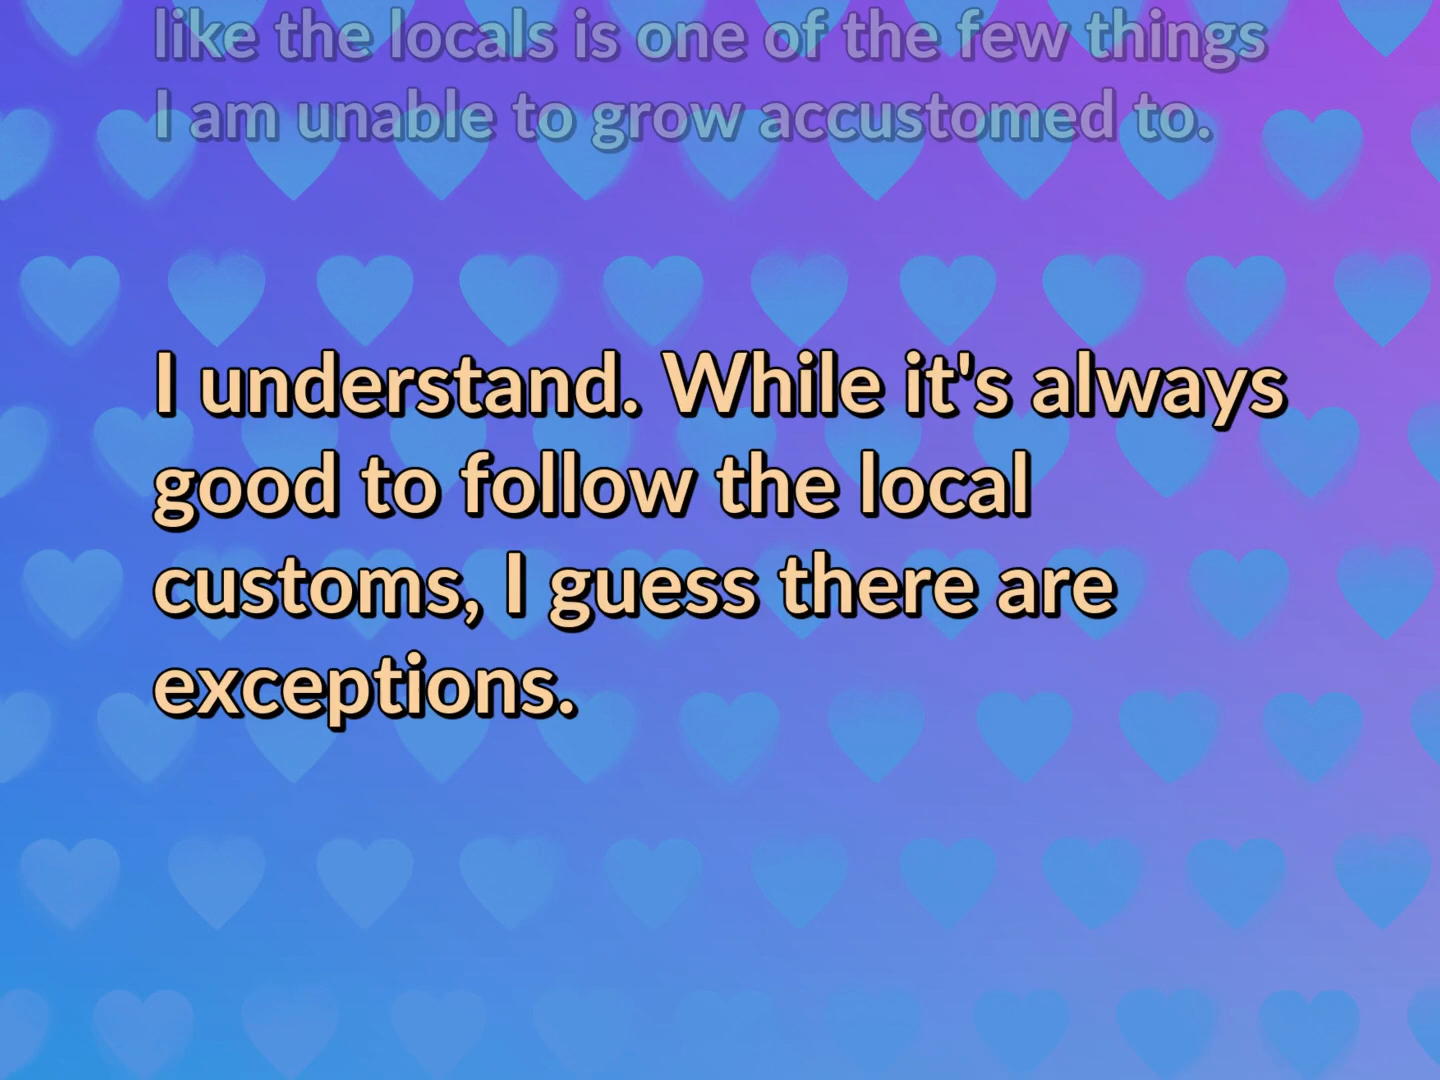 like the locals is one of the few things
I am unable to grow accustomed to.
I understand. While it's always
good to follow the local
customs, I guess there are
exceptions.